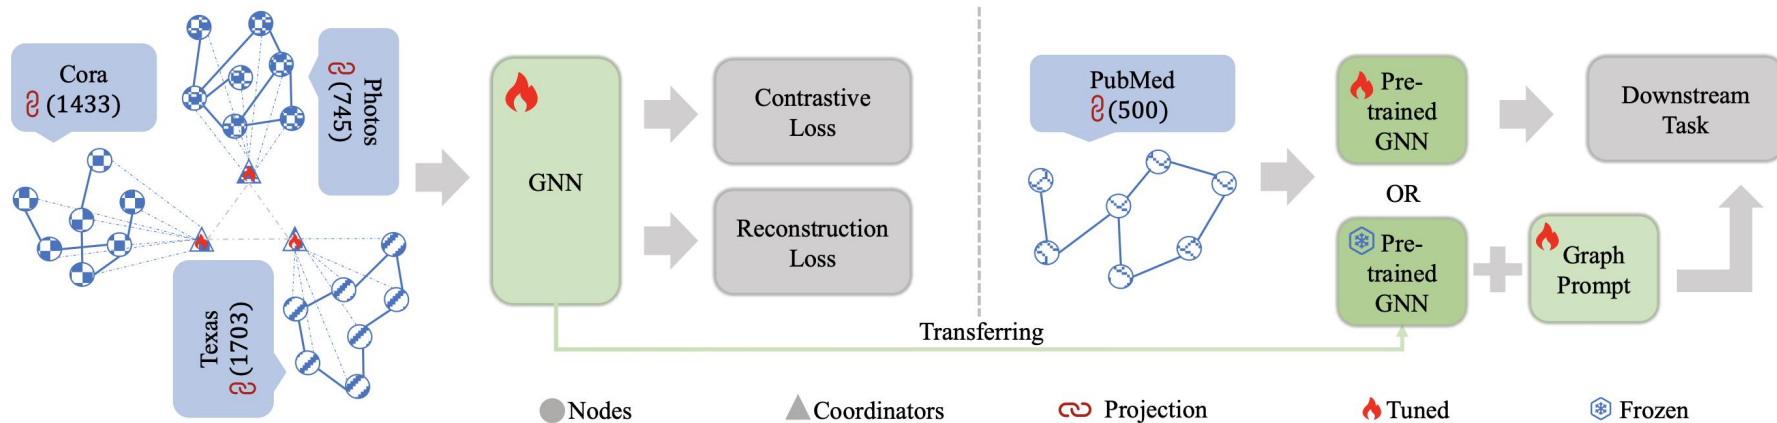 Cora
(1433)
Photos
(745)
Texas
(1703)
GNN
Contrastive
Loss
Reconstruction
Loss
Transferring
PubMed
(500)
Pre-
trained
GNN
OR
Pre-
trained
GNN
Graph
Prompt
Downstream
Task
Nodes
Coordinators
Projection
Tuned
Frozen